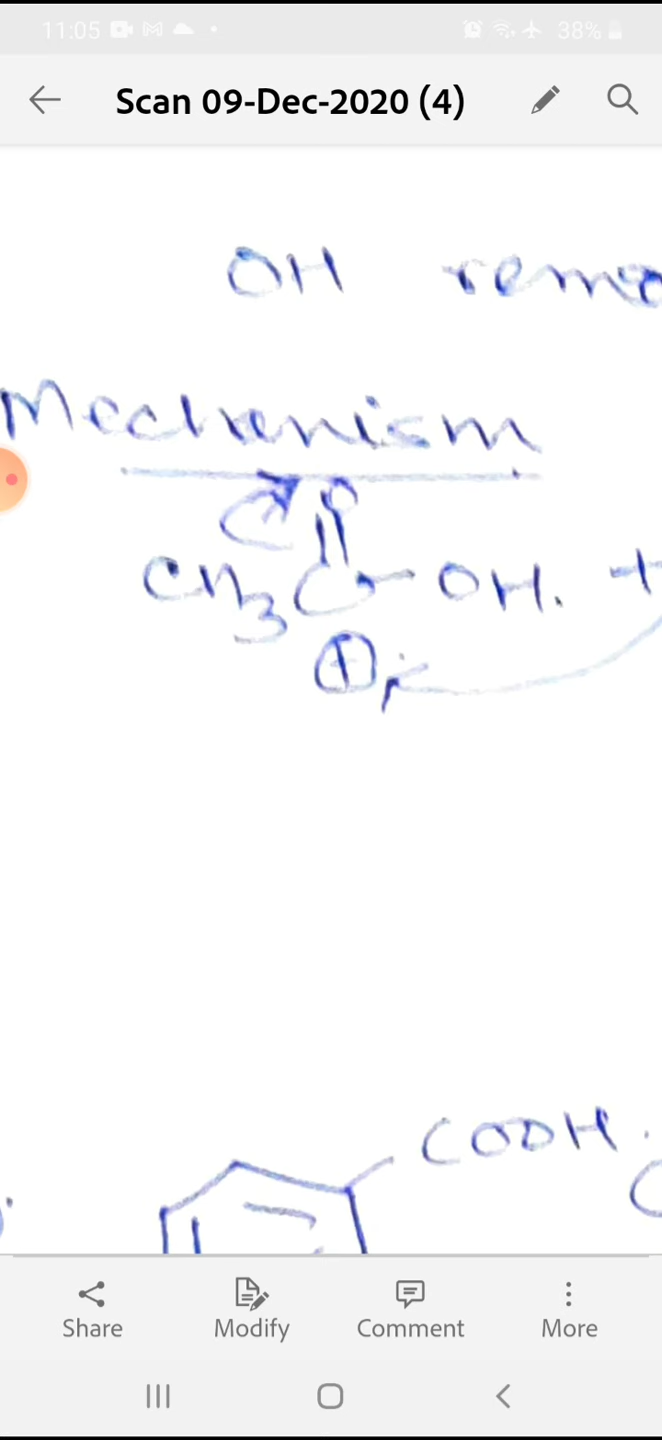 11:05 38%
Scan 09-Dec-2020 (4)
OH
Mechanism
O
CH3C-OH. +
COOH.
Share Modify Comment More